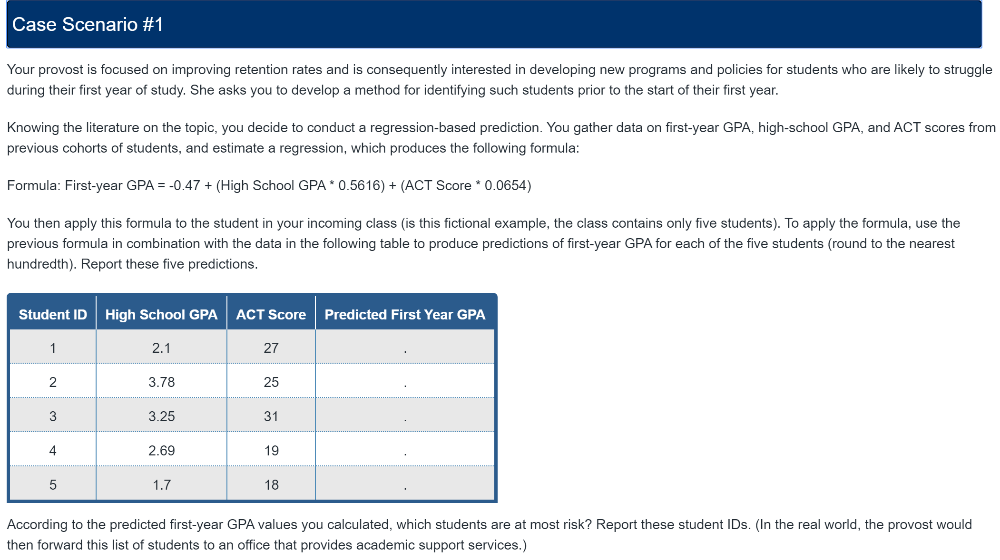 Case Scenario #1
Your provost is focused on improving retention rates and is consequently interested in developing new programs and policies for students who are likely to struggle
during their first year of study. She asks you to develop a method for identifying such students prior to the start of their first year.
Knowing the literature on the topic, you decide to conduct a regression-based prediction. You gather data on first-year GPA, high-school GPA, and ACT scores from
previous cohorts of students, and estimate a regression, which produces the following formula:
Formula: First-year GPA = -0.47 + (High School GPA * 0.5616) + (ACT Score * 0.0654)
You then apply this formula to the student in your incoming class (is this fictional example, the class contains only five students). To apply the formula, use the
previous formula in combination with the data in the following table to produce predictions of first-year GPA for each of the five students (round to the nearest
hundredth). Report these five predictions.
Student ID High School GPA ACT Score Predicted First Year GPA
1 2.1 27 .
2 3.78 25 .
3 3.25 31 .
4 2.69 19 .
5 1.7 18 .
According to the predicted first-year GPA values you calculated, which students are at most risk? Report these student IDs. (In the real world, the provost would
then forward this list of students to an office that provides academic support services.)